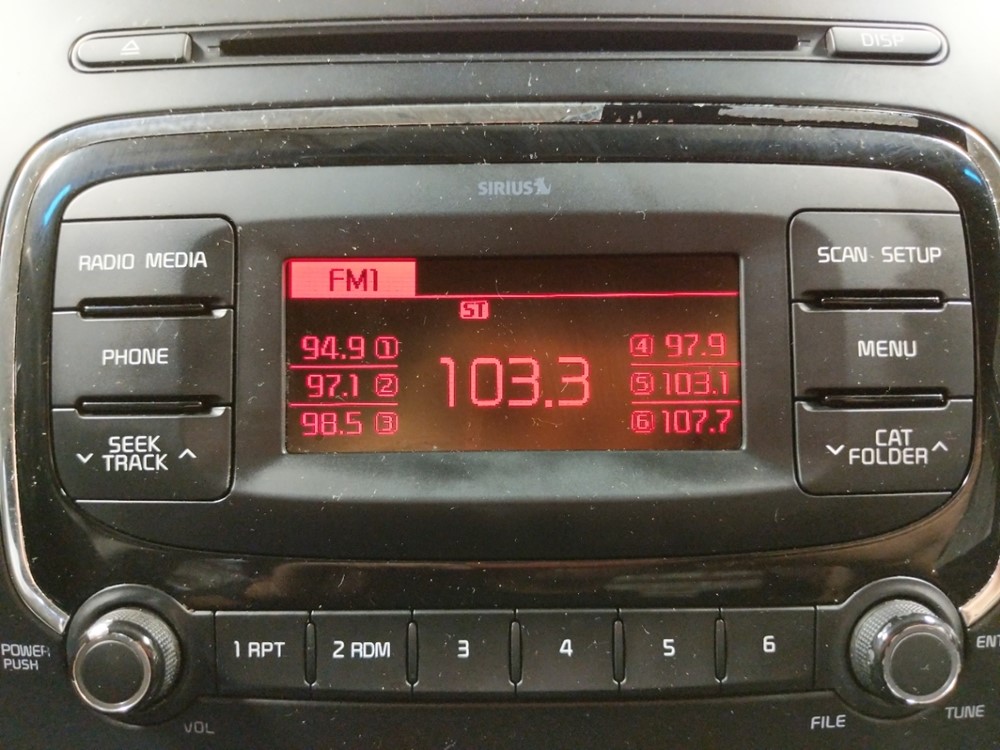 DISP
SIRIUS
RADIO MEDIA
SCAN SETUP
FM1
ST
PHONE
MENU
94.9 1
97.1 2
98.5 3
103.3
4 97.9
5 103.1
6 107.7
SEEK
TRACK
CAT
FOLDER
1 RPT
2 RDM
3
4
5
6
POWER
PUSH
VOL
FILE
TUNE